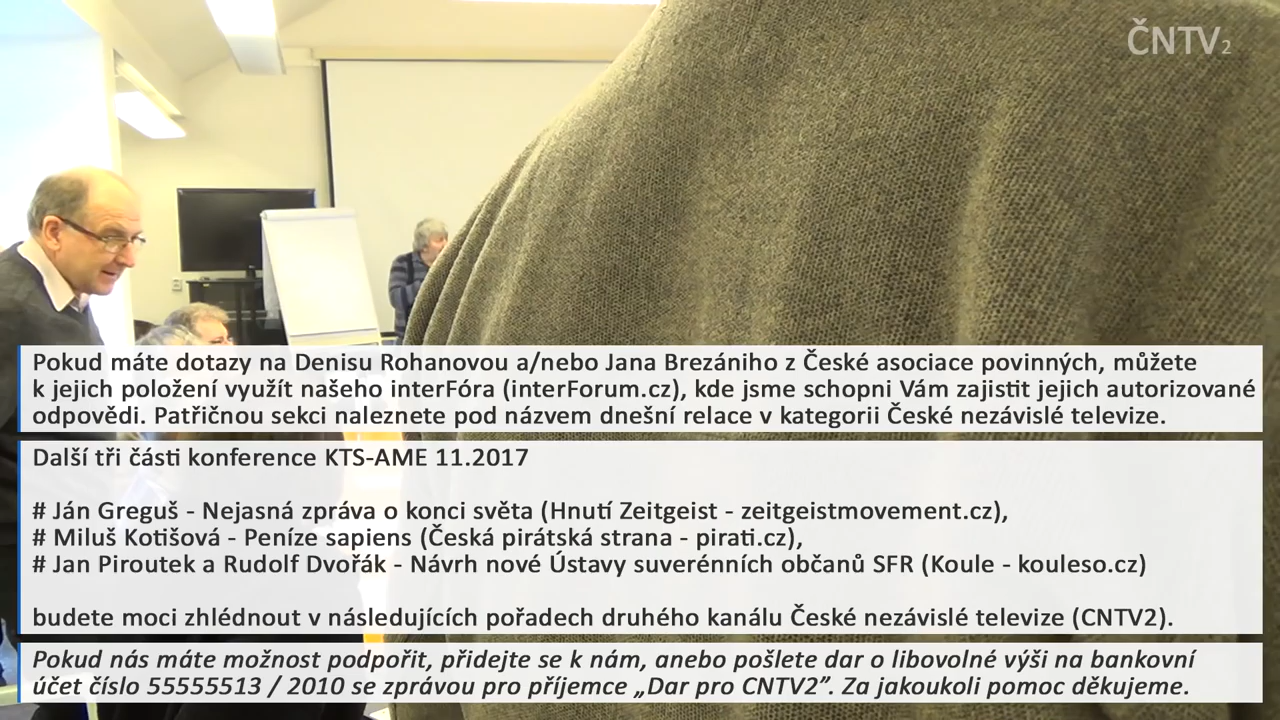 ČNTV2
Pokud máte dotazy na Denisu Rohanovou a/nebo Jana Brezániho z České asociace povinných, můžete
k jejich položení využít našeho interFóra (interForum.cz), kde jsme schopni Vám zajistit jejich autorizované
odpovědi. Patřičnou sekci naleznete pod názvem dnešní relace v kategorii České nezávislé televize.
Další tři části konference KTS-AME 11.2017
# Ján Greguš - Nejasná zpráva o konci světa (Hnutí Zeitgeist - zeitgeistmovement.cz),
# Miluš Kotišová - Peníze sapiens (Česká pirátská strana - pirati.cz),
# Jan Piroutek a Rudolf Dvořák - Návrh nové Ústavy suverénních občanů SFR (Koule - kouleso.cz)
budete moci zhlédnout v následujících pořadech druhého kanálu České nezávislé televize (CNTV2).
Pokud nás máte možnost podpořit, přidejte se k nám, anebo pošlete dar o libovolné výši na bankovní
účet číslo 55555513 / 2010 se zprávou pro příjemce „Dar pro CNTV2”. Za jakoukoli pomoc děkujeme.